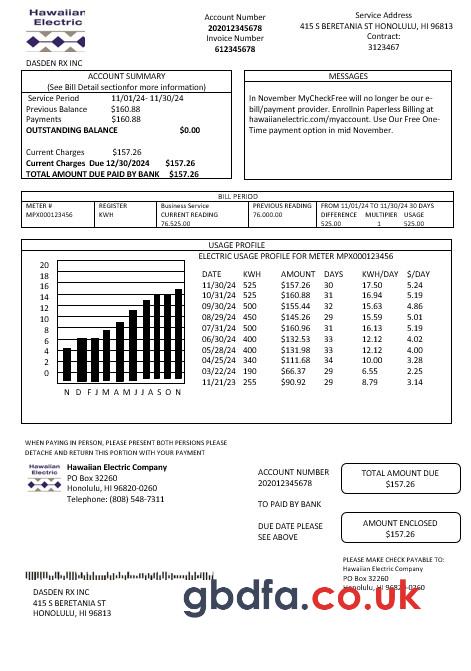 Hawaiian
Electric
Account Number
202012345678
Invoice Number
612345678
Service Address
415 S BERETANIA ST HONOLULU, HI 96813
Contract:
3123467
DASDEN RX INC
ACCOUNT SUMMARY
(See Bill Detail sectionfor more information)
Service Period 11/01/24- 11/30/24
Previous Balance $160.88
Payments $160.88
OUTSTANDING BALANCE $0.00
Current Charges $157.26
Current Charges Due 12/30/2024 $157.26
TOTAL AMOUNT DUE PAID BY BANK $157.26
MESSAGES
In November MyCheckFree will no longer be our e-
bill/payment provider. Enrollnin Paperless Billing at
hawaiianelectric.com/myaccount. Use Our Free One-
Time payment option in mid November.
BILL PERIOD
METER # REGISTER Business Service PREVIOUS READING FROM 11/01/24 TO 11/30/24 30 DAYS
MPX000123456 KWH CURRENT READING 76.000.00 DIFFERENCE MULTIPLIER USAGE
76.525.00 525.00 1 525.00
USAGE PROFILE
ELECTRIC USAGE PROFILE FOR METER MPX000123456
20
18
16
14
12
10
8
6
4
2
0
N D F J M A M J J A S O N
DATE KWH AMOUNT DAYS KWH/DAY $/DAY
11/30/24 525 $157.26 30 17.50 5.24
10/31/24 525 $160.88 31 16.94 5.19
09/30/24 500 $155.44 32 15.63 4.86
08/29/24 450 $145.26 29 15.59 5.01
07/31/24 500 $160.96 31 16.13 5.19
06/30/24 400 $132.53 33 12.12 4.02
05/28/24 400 $131.98 33 12.12 4.00
04/25/24 340 $111.68 34 10.00 3.28
03/22/24 190 $66.37 29 6.55 2.25
11/21/23 255 $90.92 29 8.79 3.14
WHEN PAYING IN PERSON, PLEASE PRESENT BOTH PERSIONS PLEASE
DETACHE AND RETURN THIS PORTION WITH YOUR PAYMENT
Hawaiian
Electric
Hawaiian Electric Company
PO Box 32260
Honolulu, HI 96820-0260
Telephone: (808) 548-7311
ACCOUNT NUMBER
202012345678
TO PAID BY BANK
DUE DATE PLEASE
SEE ABOVE
TOTAL AMOUNT DUE
$157.26
AMOUNT ENCLOSED
$157.26
PLEASE MAKE CHECK PAYABLE TO:
Hawaiian Electric Company
PO Box 32260
Honolulu, HI 96820-0260
DASDEN RX INC
415 S BERETANIA ST
HONOLULU, HI 96813
gbdfa.co.uk